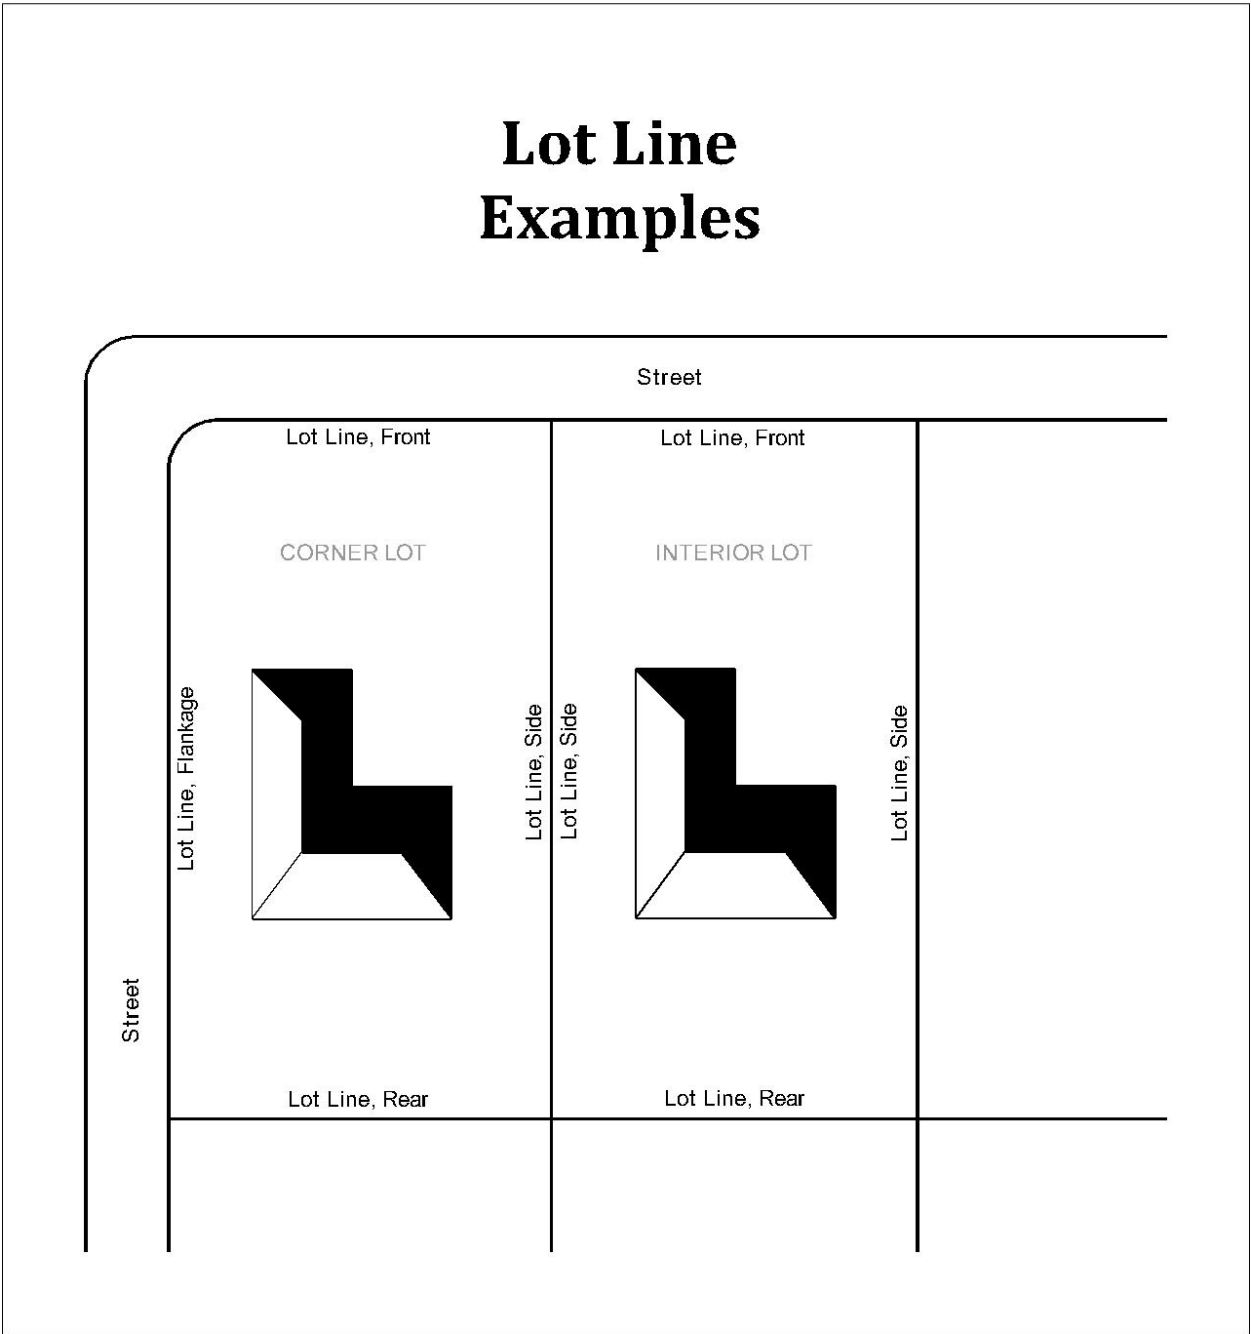 Lot Line
Examples
Street
Lot Line, Front
Lot Line, Front
CORNER LOT
INTERIOR LOT
Lot Line, Flankage
Lot Line, Side
Lot Line, Side
Lot Line, Side
Street
Lot Line, Rear
Lot Line, Rear